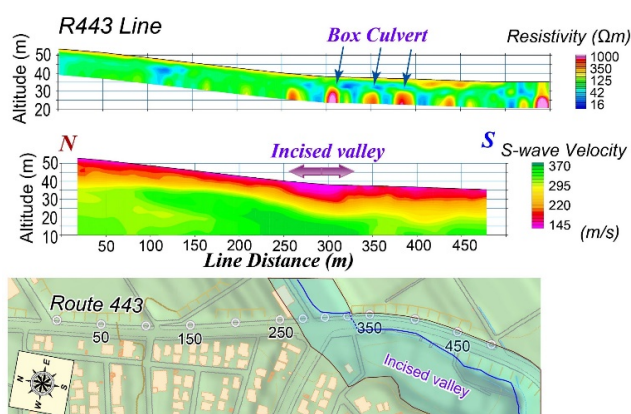 R443 Line
Box Culvert
Resistivity (Ωm)
Altitude (m)
50
40
30
20
1000
350
125
42
16
N
Incised valley
S
S-wave Velocity
Altitude (m)
50
40
30
20
10
370
295
220
145
(m/s)
50 100 150 200 250 300 350 400 450
Line Distance (m)
Route 443
50
150
250
350
450
Incised valley
N
E
S
W